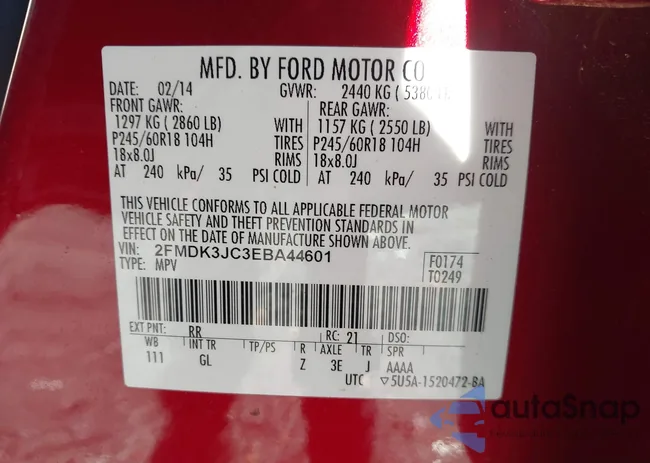 MFD. BY FORD MOTOR CO
DATE: 02/14 GVWR: 2440 KG ( 5380
FRONT GAWR: REAR GAWR:
1297 KG ( 2860 LB) WITH 1157 KG ( 2550 LB) WITH
P245/60R18 104H TIRES P245/60R18 104H TIRES
18x8.0J RIMS 18x8.0J RIMS
AT 240 kPa/ 35 PSI COLD AT 240 kPa/ 35 PSI COLD
THIS VEHICLE CONFORMS TO ALL APPLICABLE FEDERAL MOTOR
VEHICLE SAFETY AND THEFT PREVENTION STANDARDS IN
EFFECT ON THE DATE OF MANUFACTURE SHOWN ABOVE.
VIN: 2FMDK3JC3EBA44601 F0174
TYPE: MPV T0249
EXT PNT: RR RC: 21 DSO:
WB INT TR TP/PS R AXLE TR SPR
111 GL Z 3E J AAAA
UTC ▽5U5A-1520472-BA
autoSnap